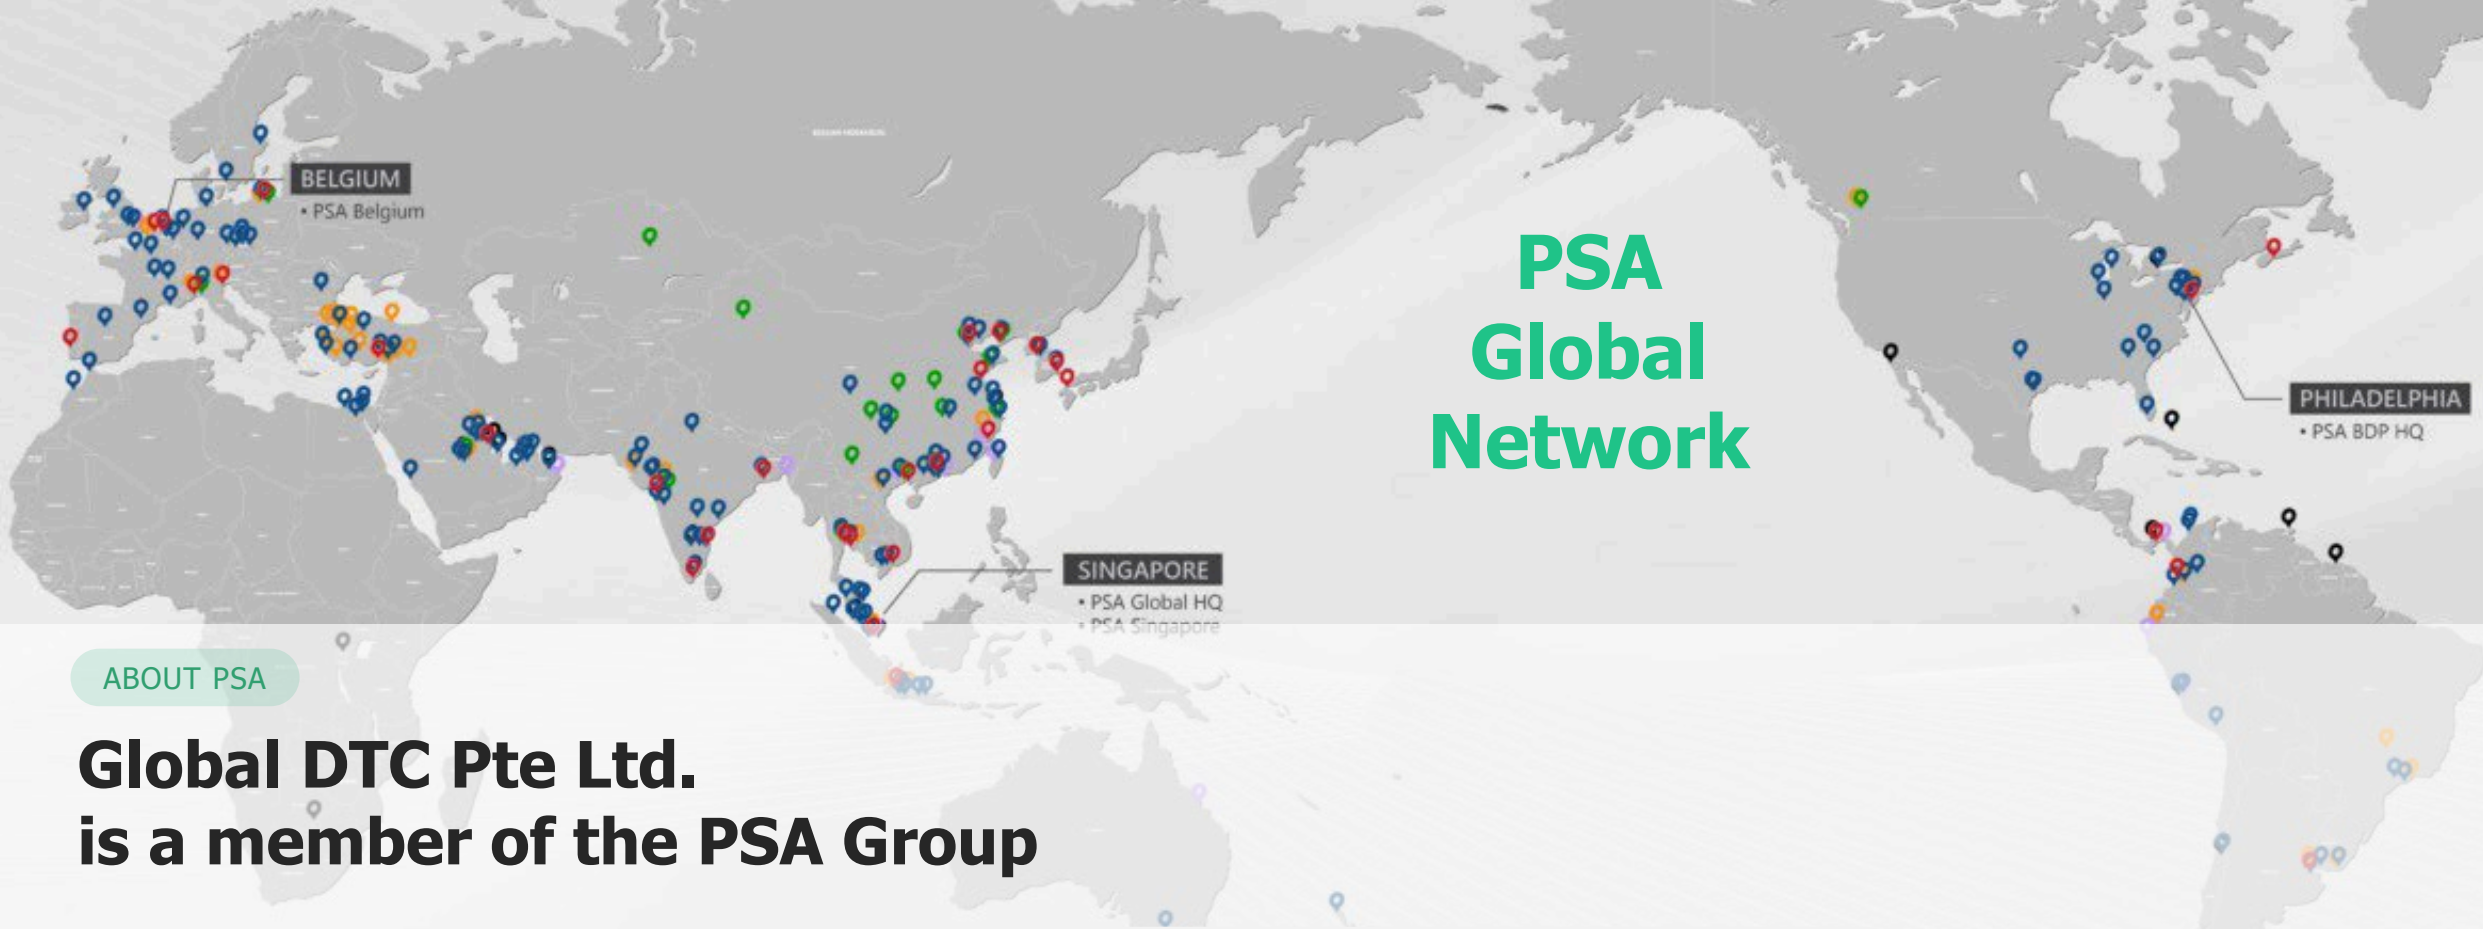 BELGIUM
• PSA Belgium
PSA
Global
Network
PHILADELPHIA
• PSA BDP HQ
SINGAPORE
• PSA Global HQ
• PSA Singapore
ABOUT PSA
Global DTC Pte Ltd.
is a member of the PSA Group